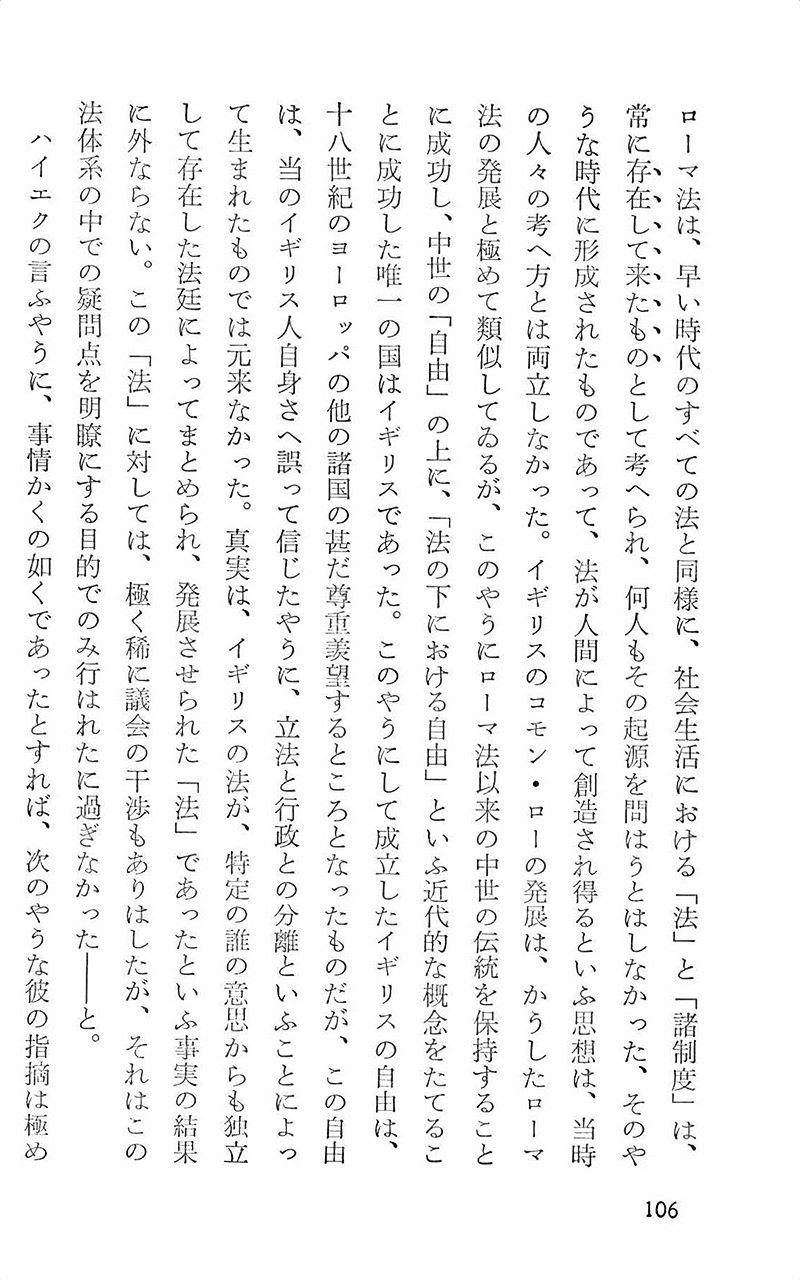 ローマ法は、早い時代のすべての法と同様に、社会生活における「法」と「諸制度」は、
常に存在して来たものとして考へられ、何人もその起源を問はうとはしなかった、そのや
うな時代に形成されたものであって、法が人間によって創造され得るといふ思想は、当時
の人々の考へ方とは両立しなかった。イギリスのコモン・ローの発展は、かうしたローマ
法の発展と極めて類似してゐるが、このやうにローマ法以来の中世の伝統を保持すること
に成功し、中世の「自由」の上に、「法の下における自由」といふ近代的な概念をたてるこ
とに成功した唯一の国はイギリスであった。このやうにして成立したイギリスの自由は、
十八世紀のヨーロッパの他の諸国の甚だ尊重羨望するところとなったものだが、この自由
は、当のイギリス人自身さへ誤って信じたやうに、立法と行政との分離といふことによっ
て生まれたものでは元来なかった。真実は、イギリスの法が、特定の誰の意思からも独立
して存在した法廷によってまとめられ、発展させられた「法」であったといふ事実の結果
に外ならない。この「法」に対しては、極く稀に議会の干渉もありはしたが、それはこの
法体系の中での疑問点を明瞭にする目的でのみ行はれたに過ぎなかった――と。
ハイエクの言ふやうに、事情かくの如くであったとすれば、次のやうな彼の指摘は極め
106